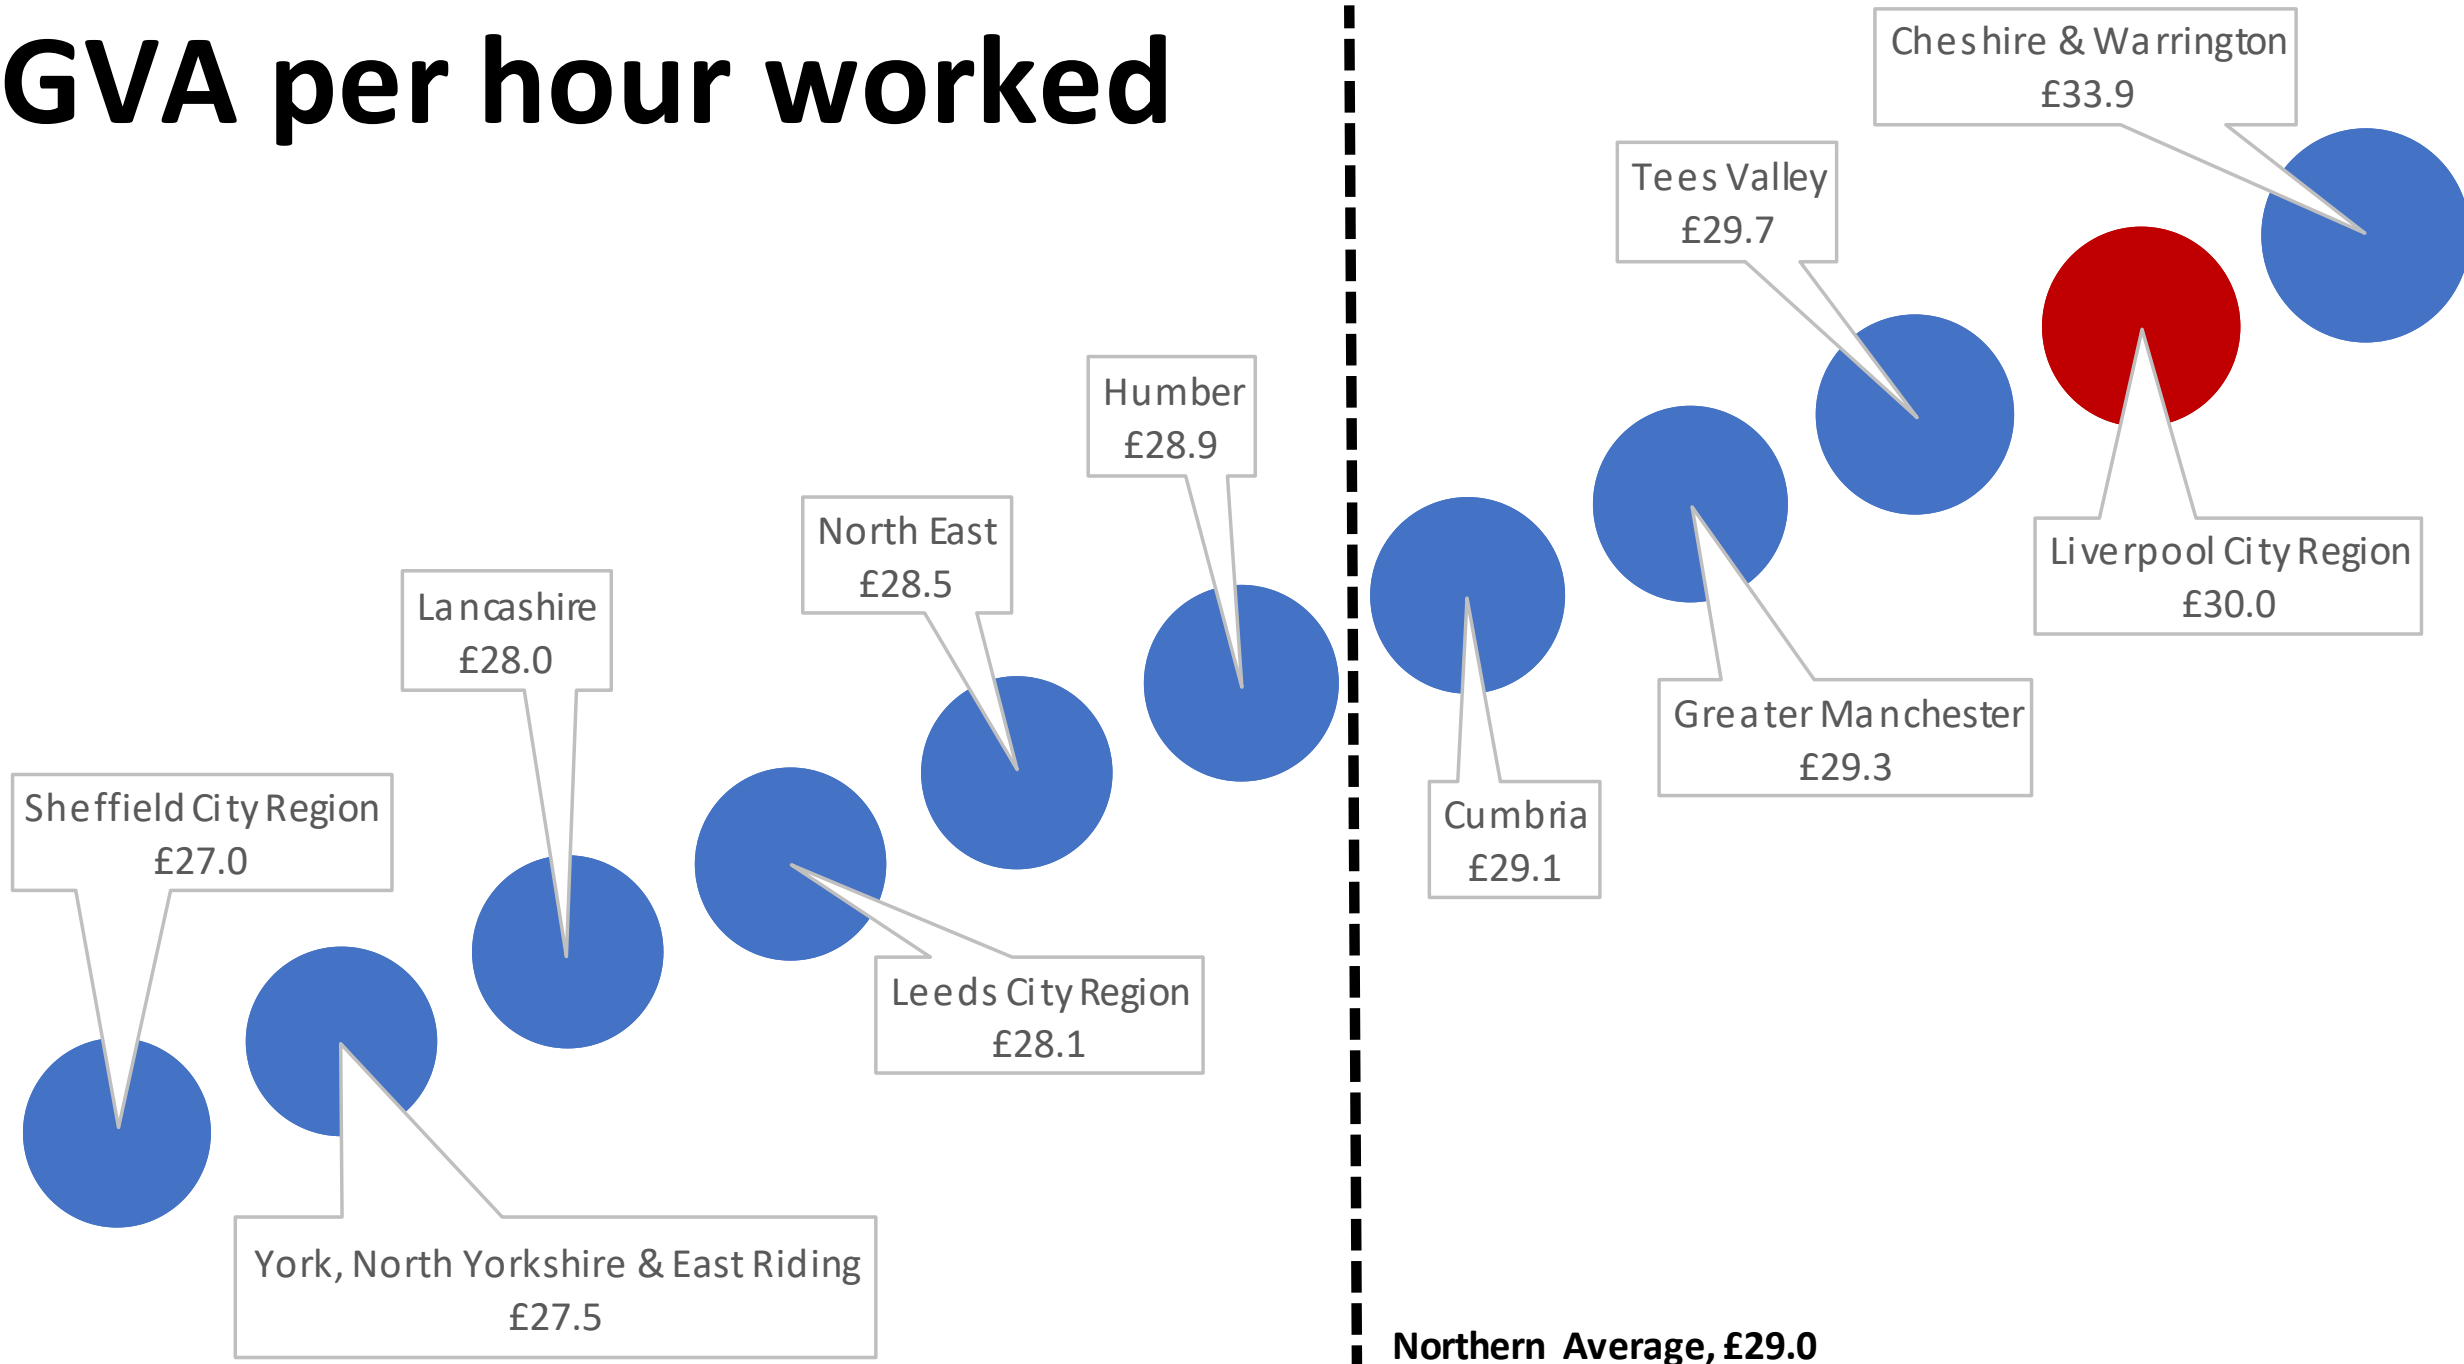 GVA per hour worked
Cheshire & Warrington
£33.9
Tees Valley
£29.7
Humber
£28.9
North East
£28.5
Liverpool City Region
£30.0
Lancashire
£28.0
Greater Manchester
£29.3
Sheffield City Region
£27.0
Cumbria
£29.1
Leeds City Region
£28.1
York, North Yorkshire & East Riding
£27.5
Northern Average, £29.0